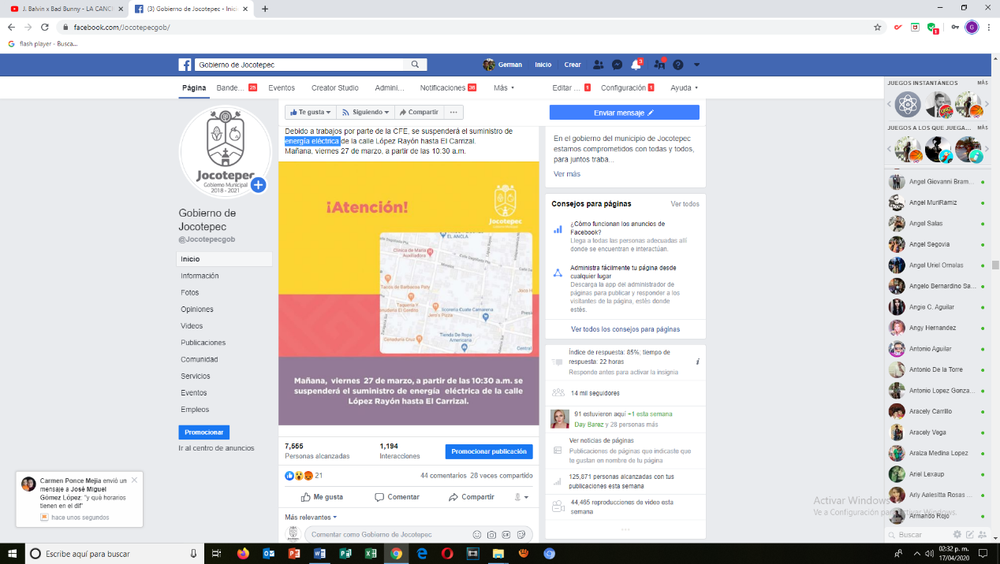 J. Balvin x Bad Bunny - LA CANCI
(3) Gobierno de Jocotepec - Inici
facebook.com/Jocotepecgob/
flash player - Busca...
Gobierno de Jocotepec
German
Inicio
Crear
3
Página
Bande... 25
Eventos
Creator Studio
Admini...
Notificaciones 36
Más
Editar ... 1
Configuración 1
Ayuda
Jocotepec
Gobierno Municipal
2018 - 2021
Gobierno de
Jocotepec
@Jocotepecgob
Inicio
Información
Fotos
Opiniones
Videos
Publicaciones
Comunidad
Servicios
Eventos
Empleos
Promocionar
Ir al centro de anuncios
Te gusta
Siguiendo
Compartir
Enviar mensaje
Debido a trabajos por parte de la CFE, se suspenderá el suministro de
energía eléctrica de la calle López Rayón hasta El Carrizal.
Mañana, viernes 27 de marzo, a partir de las 10:30 a.m.
¡Atención!
Jocotepec
EL ANCLA
Clínica de María
Auxiliadora
Tienda de Barbacoa Paty
Taquería Y
El Cambio
licorería Cuate Camarena
Jero's Pizza
Tienda De Ropa
Americana
Canaduría Cruz
Central
Mañana, viernes 27 de marzo, a partir de las 10:30 a.m. se
suspenderá el suministro de energía eléctrica de la calle
López Rayón hasta El Carrizal.
7,555
Personas alcanzadas
1,194
Interacciones
Promocionar publicación
21
44 comentarios 28 veces compartido
Me gusta
Comentar
Compartir
Más relevantes
Comentar como Gobierno de Jocotepec
En el gobierno del municipio de Jocotepec
estamos comprometidos con todas y todos,
para juntos traba...
Ver más
Consejos para páginas
Ver todos
¿Cómo funcionan los anuncios de
Facebook?
Llega a todas las personas adecuadas allí
donde se encuentran e interactúan.
Administra fácilmente tu página desde
cualquier lugar
Descarga la app del administrador de
páginas para publicar y responder a los
visitantes de la página, estés donde
estés.
Ver todos los consejos para páginas
Índice de respuesta: 85%; tiempo de
respuesta: 22 horas
Responde antes para activar la insignia
14 mil seguidores
91 estuvieron aquí +1 esta semana
Day Barez y 28 personas más
Ver noticias de páginas
Publicaciones de páginas que indicaste que
te gustan en nombre de tu página
125,871 personas alcanzadas con tus
publicaciones esta semana
44,465 reproducciones de video esta
semana
JUEGOS INSTANTÁNEOS
MÁS
JUEGOS A LOS QUE JUEGA...
MÁS
Angel Giovanni Bram...
Angel MuriRamiz
Angel Salas
Angel Segovia
Angel Uriel Ornelas
Angelo Bernardino Sa...
Angie C. Aguilar
Angy Hernandez
Antonio Aguilar
Antonio De la Torre
Antonio Lopez Gonza...
Aracely Carrillo
Aracely Vega
Araiza Medina Lopez
Ariel Lexaup
Arly Aalesitta Rosas ...
Armando Rojo
Buscar
Activar Windows
Ve a Configuración para activar Windows.
Carmen Ponce Mejia envió un
mensaje a José Miguel
Gómez López: "y qué horarios
tienen en el dif"
hace unos segundos
Escribe aquí para buscar
02:32 p. m.
17/04/2020